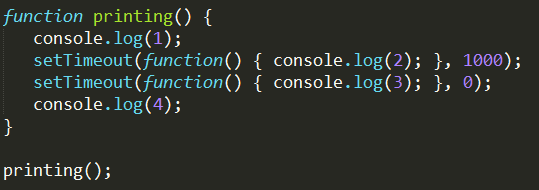 function printing() {
   console.log(1);
   setTimeout(function() { console.log(2); }, 1000);
   setTimeout(function() { console.log(3); }, 0);
   console.log(4);
}

printing();